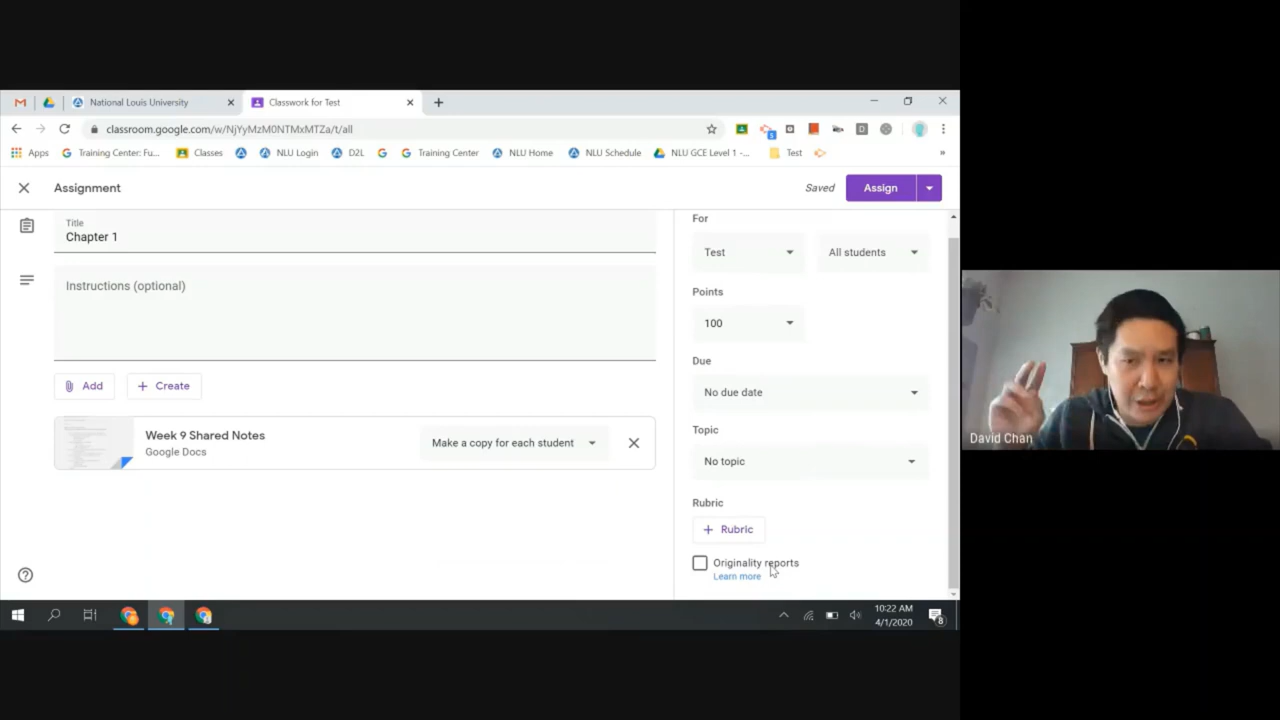 National Louis University
Classwork for Test
classroom.google.com/w/NjYyMzM0NTMxMTZa/t/all
5
D
Apps
Training Center: Fu...
Classes
NLU Login
D2L
Training Center
NLU Home
NLU Schedule
NLU GCE Level 1 -...
Test
»
Assignment
Saved
Assign
Title
Chapter 1
Instructions (optional)
Add
Create
Week 9 Shared Notes
Google Docs
Make a copy for each student
For
Test
All students
Points
100
Due
No due date
Topic
No topic
Rubric
+ Rubric
Originality reports
Learn more
10:22 AM
4/1/2020
8
David Chan